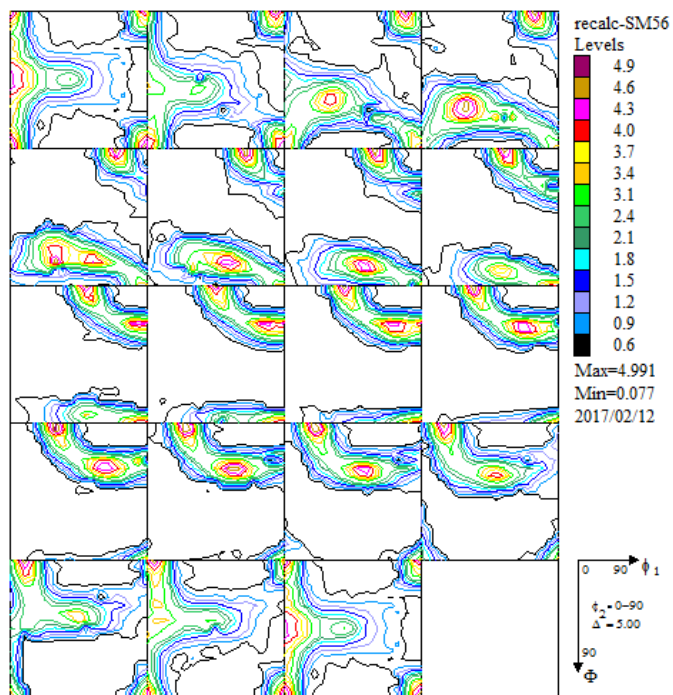 recalc-SM56
Levels
4.9
4.6
4.3
4.0
3.7
3.4
3.1
2.4
2.1
1.8
1.5
1.2
0.9
0.6
Max=4.991
Min=0.077
2017/02/12
0 90 ϕ1
ϕ2=0-90
Δ=5.00
90
Φ